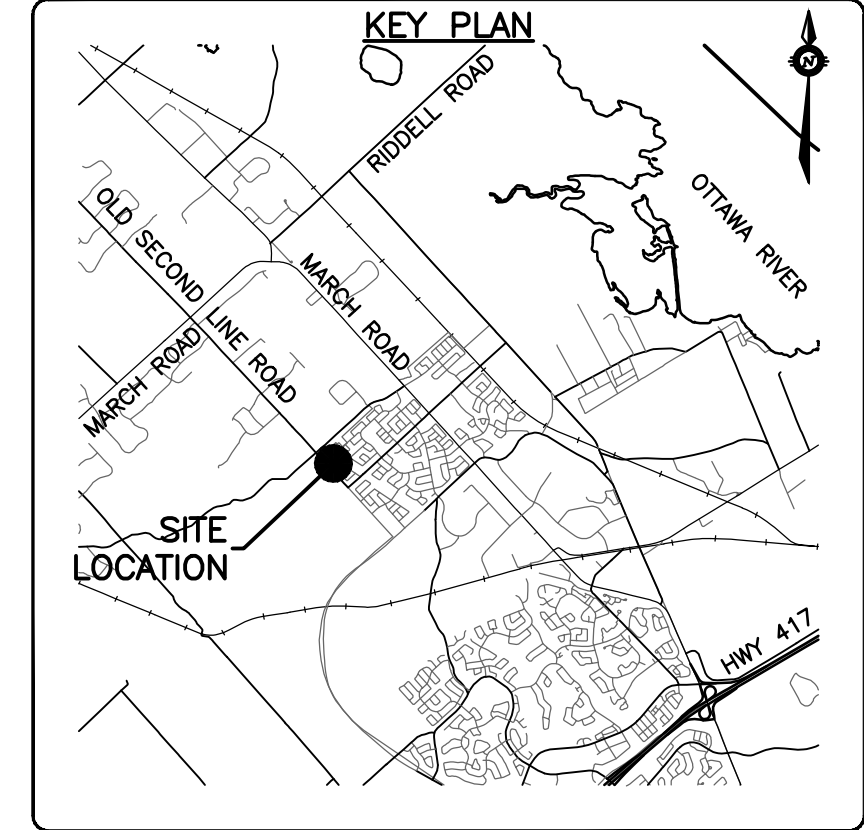 KEY PLAN
N
RIDDELL ROAD
OTTAWA RIVER
OLD SECOND LINE ROAD
MARCH ROAD
MARCH ROAD
SITE
LOCATION
HWY 417